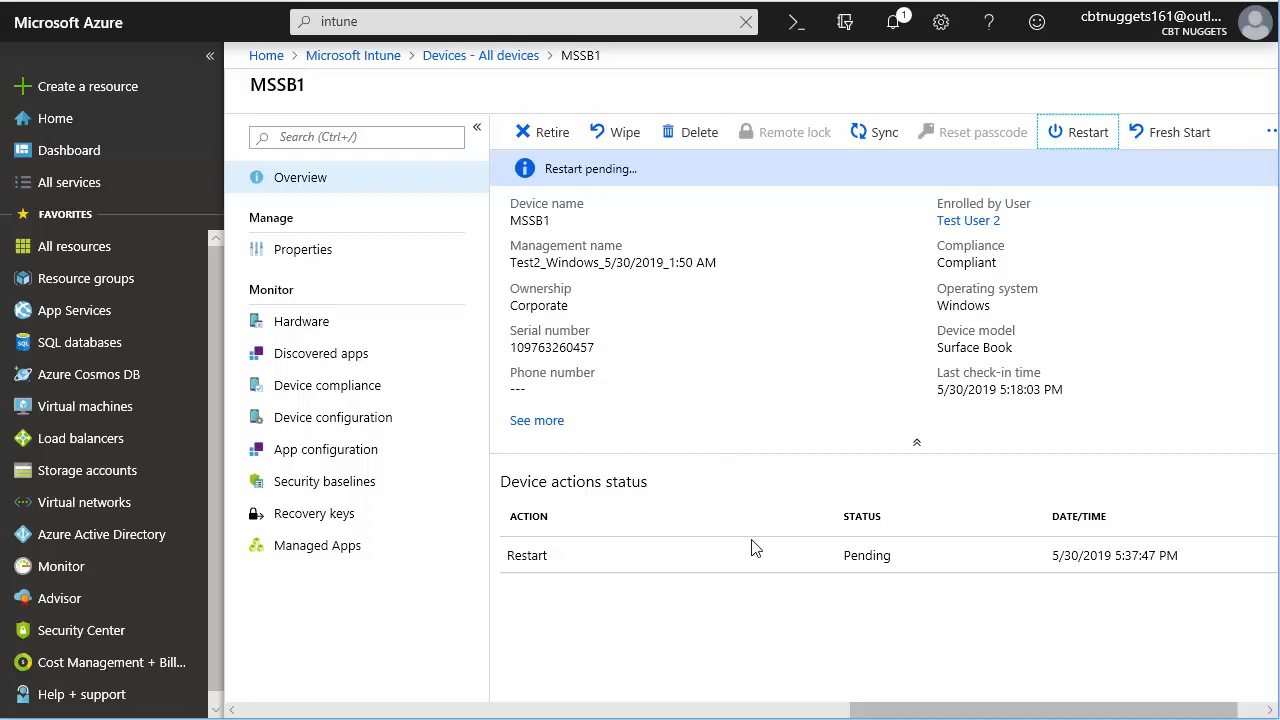 Microsoft Azure
intune
1
cbtnuggets161@outl...
CBT NUGGETS
Create a resource
Home
Dashboard
All services
FAVORITES
All resources
Resource groups
App Services
SQL databases
Azure Cosmos DB
Virtual machines
Load balancers
Storage accounts
Virtual networks
Azure Active Directory
Monitor
Advisor
Security Center
Cost Management + Bill...
Help + support
Home > Microsoft Intune > Devices - All devices > MSSB1
MSSB1
Search (Ctrl+/)
Overview
Manage
Properties
Monitor
Hardware
Discovered apps
Device compliance
Device configuration
App configuration
Security baselines
Recovery keys
Managed Apps
Retire Wipe Delete Remote lock Sync Reset passcode Restart Fresh Start
Restart pending...
Device name
MSSB1
Management name
Test2_Windows_5/30/2019_1:50 AM
Ownership
Corporate
Serial number
109763260457
Phone number
---
See more
Enrolled by User
Test User 2
Compliance
Compliant
Operating system
Windows
Device model
Surface Book
Last check-in time
5/30/2019 5:18:03 PM
Device actions status
ACTION STATUS DATE/TIME
Restart Pending 5/30/2019 5:37:47 PM